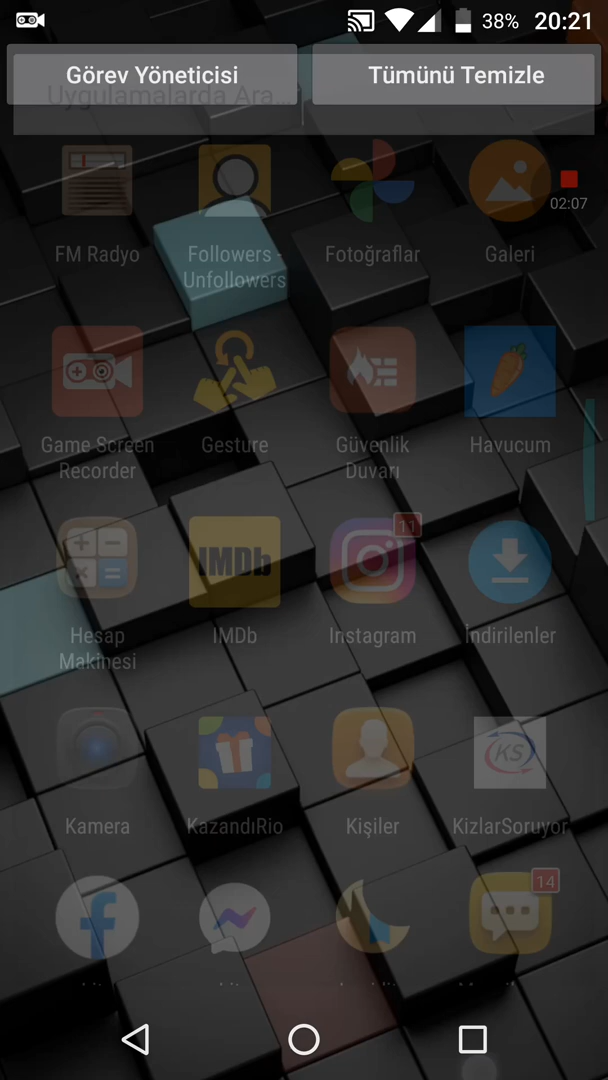 38% 20:21
Görev Yöneticisi Tümünü Temizle
Uygulamalarda Ara...
02:07
FM Radyo Followers - Unfollowers Fotoğraflar Galeri
Game Screen Recorder Gesture Güvenlik Duvarı Havucum
IMDb
11
Hesap Makinesi IMDb Instagram İndirilenler
KS
Kamera KazandıRio Kişiler KizlarSoruyor
14